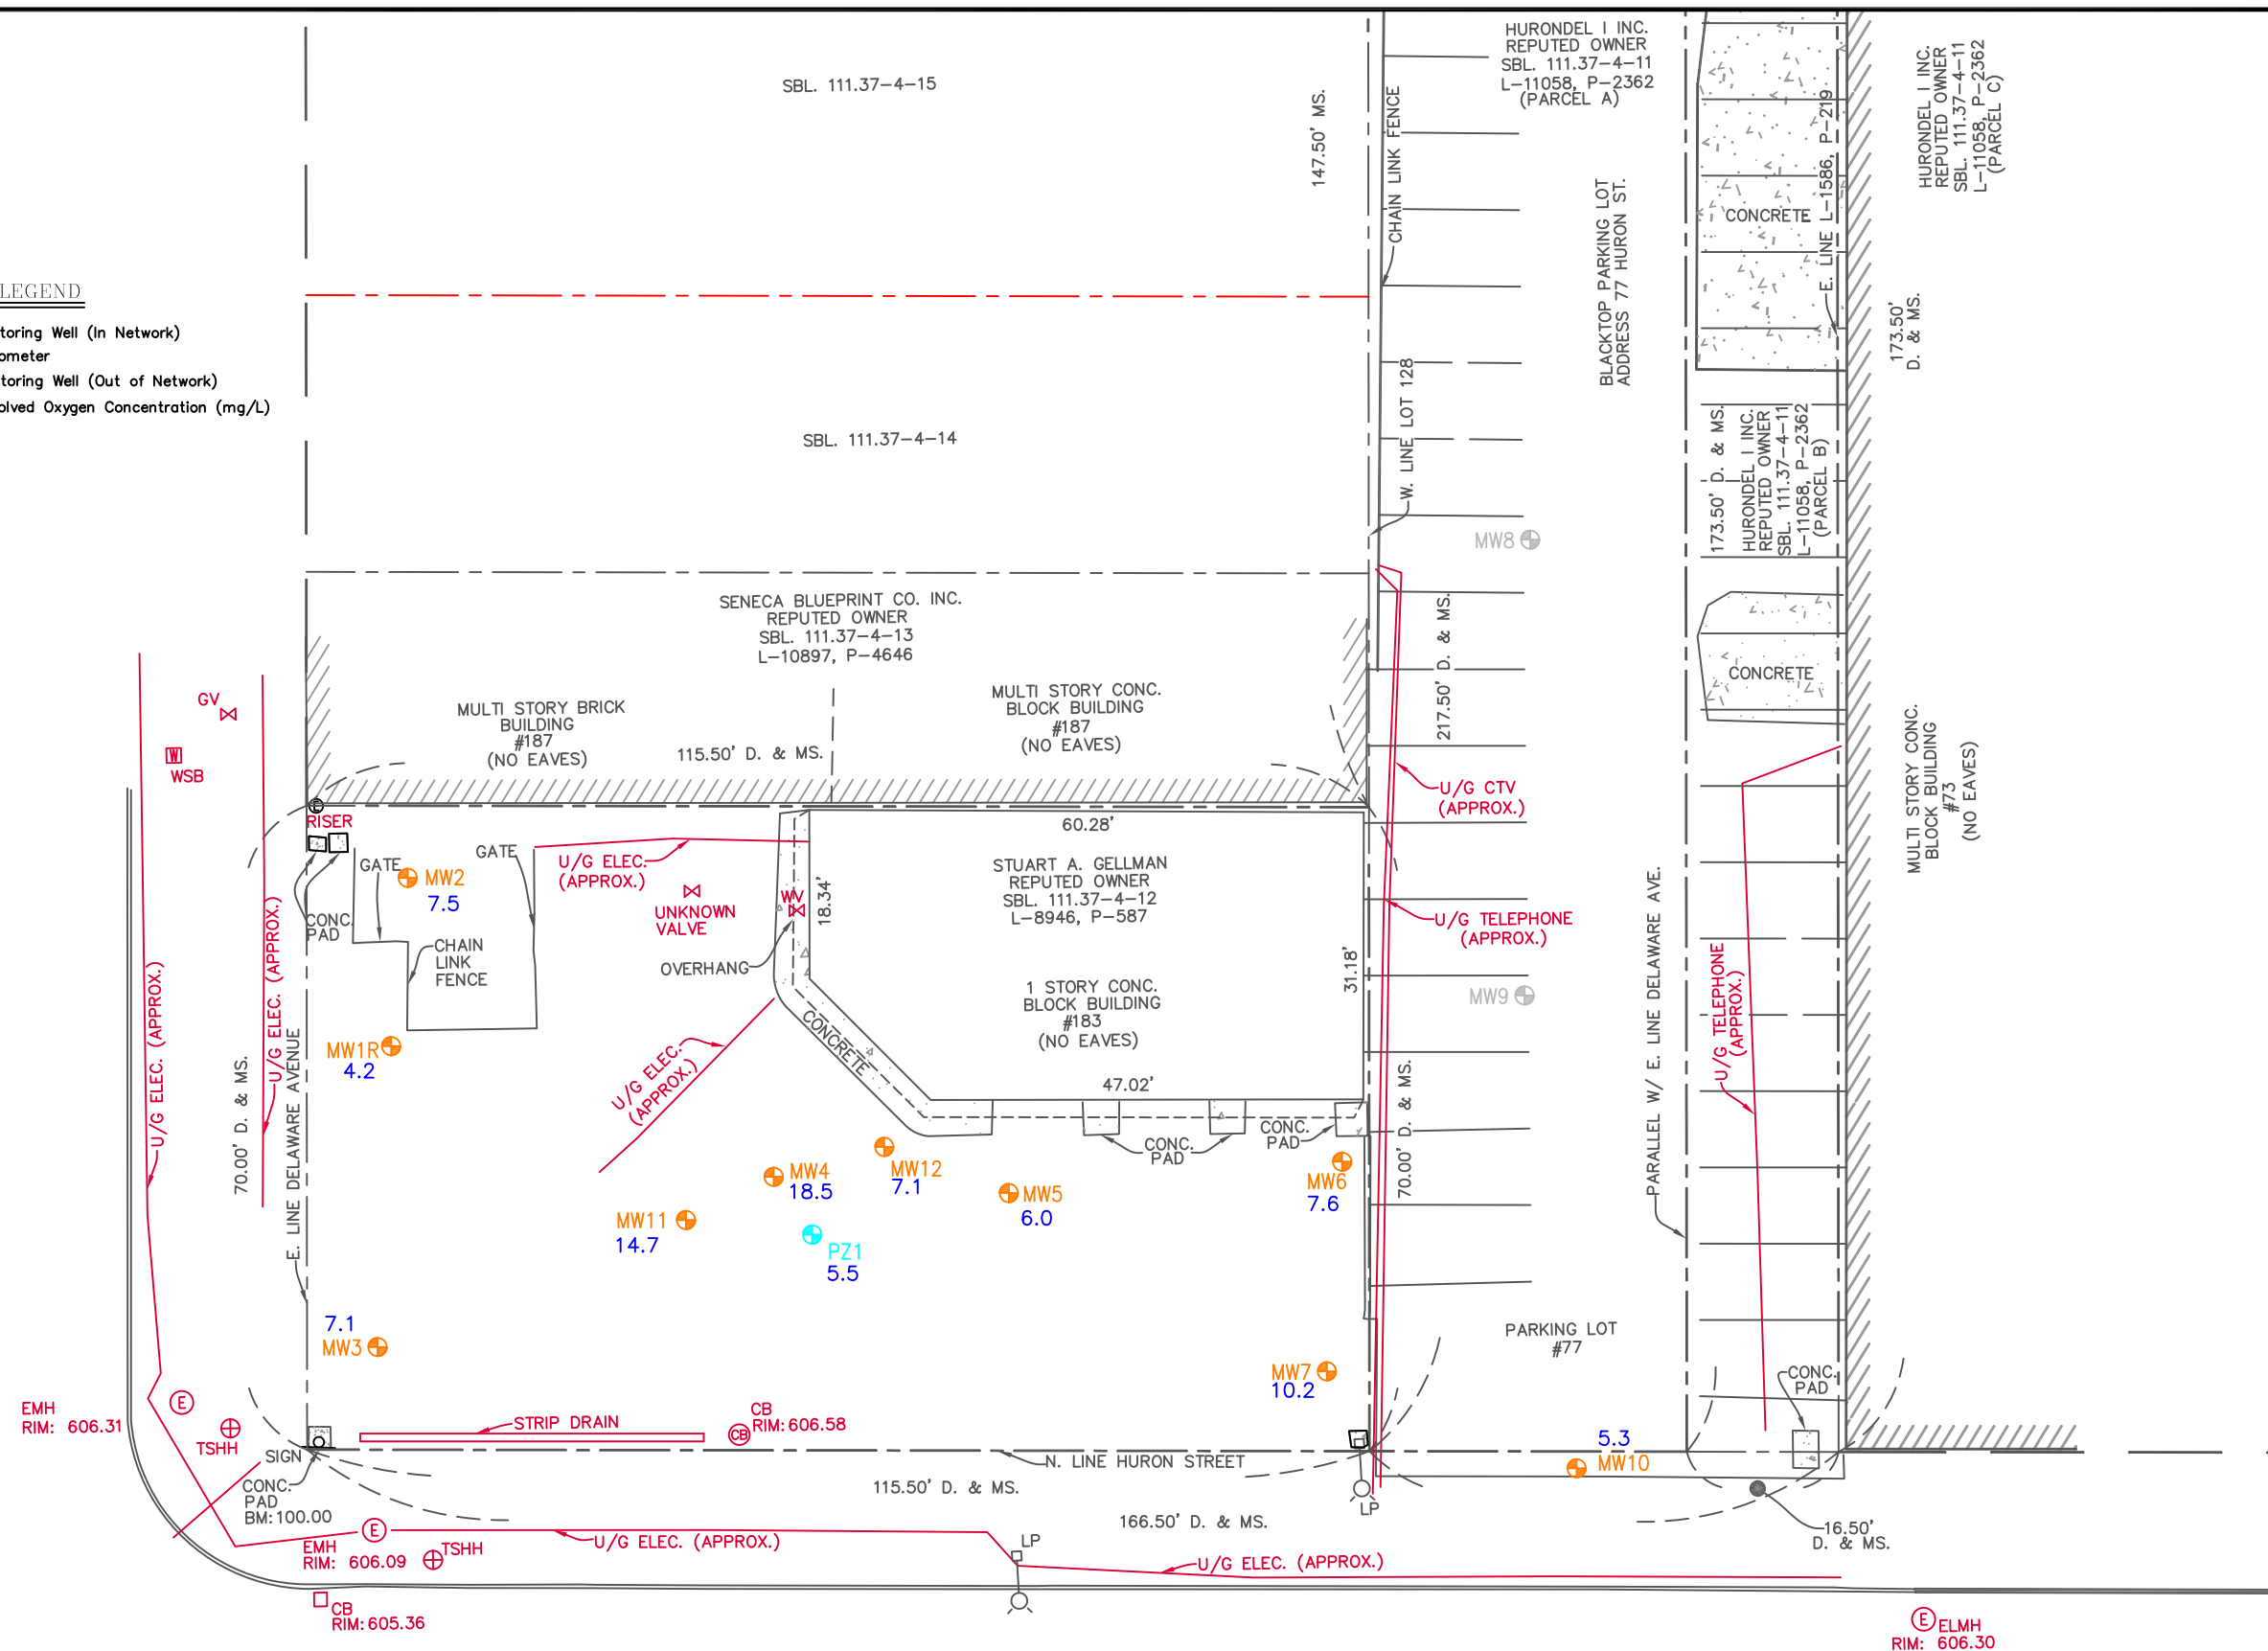 SBL. 111.37-4-15
147.50' MS.
CHAIN LINK FENCE
HURONDEL I INC.
REPUTED OWNER
SBL. 111.37-4-11
L-11058, P-2362
(PARCEL A)
BLACKTOP PARKING LOT
ADDRESS 77 HURON ST.
CONCRETE
E. LINE L-1586, P-219
HURONDEL I INC.
REPUTED OWNER
SBL. 111.37-4-11
L-11058, P-2362
(PARCEL C)
173.50'
D. & MS.
LEGEND
toring Well (In Network)
ometer
toring Well (Out of Network)
olved Oxygen Concentration (mg/L)
SBL. 111.37-4-14
W. LINE LOT 128
173.50' D. & MS.
HURONDEL I INC.
REPUTED OWNER
SBL. 111.37-4-11
L-11058, P-2362
(PARCEL B)
MW8
SENECA BLUEPRINT CO. INC.
REPUTED OWNER
SBL. 111.37-4-13
L-10897, P-4646
217.50' D. & MS.
CONCRETE
GV
W
WSB
MULTI STORY BRICK
BUILDING
#187
(NO EAVES)
115.50' D. & MS.
MULTI STORY CONC.
BLOCK BUILDING
#187
(NO EAVES)
U/G CTV
(APPROX.)
MULTI STORY CONC.
BLOCK BUILDING
#73
(NO EAVES)
E
RISER
GATE
MW2
7.5
GATE
U/G ELEC.
(APPROX.)
UNKNOWN
VALVE
WV
18.34'
60.28'
STUART A. GELLMAN
REPUTED OWNER
SBL. 111.37-4-12
L-8946, P-587
CONC.
PAD
CHAIN
LINK
FENCE
OVERHANG
U/G TELEPHONE
(APPROX.)
31.18'
1 STORY CONC.
BLOCK BUILDING
#183
(NO EAVES)
MW9
U/G TELEPHONE
(APPROX.)
PARALLEL W/ E. LINE DELAWARE AVE.
U/G ELEC. (APPROX.)
U/G ELEC. (APPROX.)
70.00' D. & MS.
E. LINE DELAWARE AVENUE
MW1R
4.2
CONCRETE
U/G ELEC.
(APPROX.)
47.02'
70.00' D. & MS.
CONC.
PAD
CONC.
PAD
MW4
18.5
MW12
7.1
MW5
6.0
MW6
7.6
MW11
14.7
PZ1
5.5
7.1
MW3
MW7
10.2
PARKING LOT
#77
CONC.
PAD
EMH
RIM: 606.31
E
TSHH
SIGN
STRIP DRAIN
CB
CB
RIM: 606.58
N. LINE HURON STREET
5.3
MW10
CONC.
PAD
BM: 100.00
115.50' D. & MS.
LP
166.50' D. & MS.
16.50'
D. & MS.
E
EMH
RIM: 606.09
TSHH
U/G ELEC. (APPROX.)
LP
U/G ELEC. (APPROX.)
CB
RIM: 605.36
E
ELMH
RIM: 606.30